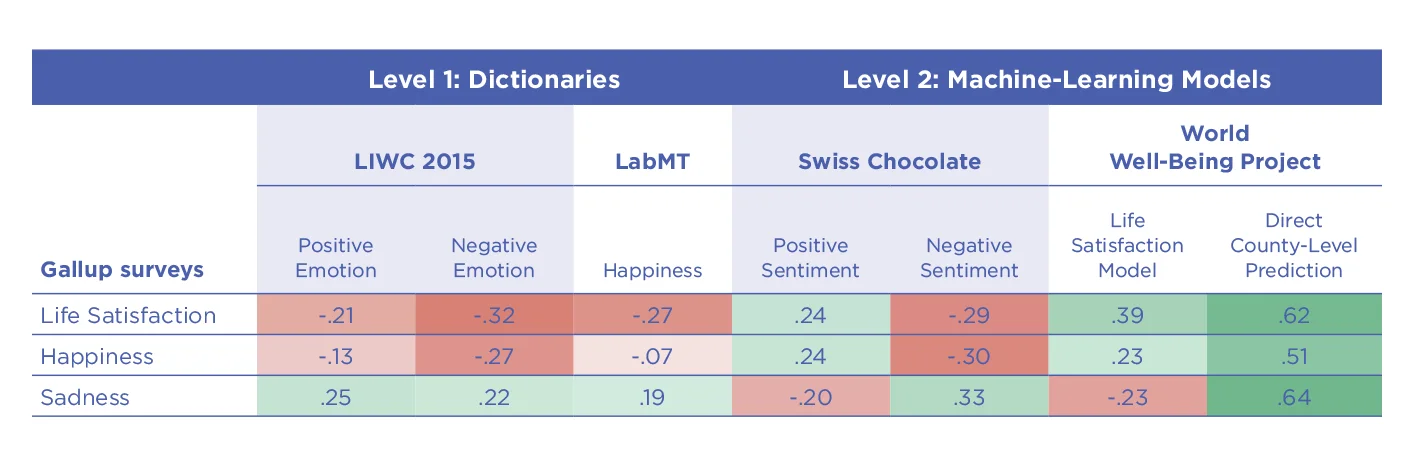 Level 1: Dictionaries Level 2: Machine-Learning Models
LIWC 2015 LabMT Swiss Chocolate World
Well-Being Project
Gallup surveys Positive
Emotion Negative
Emotion Happiness Positive
Sentiment Negative
Sentiment Life
Satisfaction
Model Direct
County-Level
Prediction
Life Satisfaction -.21 -.32 -.27 .24 -.29 .39 .62
Happiness -.13 -.27 -.07 .24 -.30 .23 .51
Sadness .25 .22 .19 -.20 .33 -.23 .64